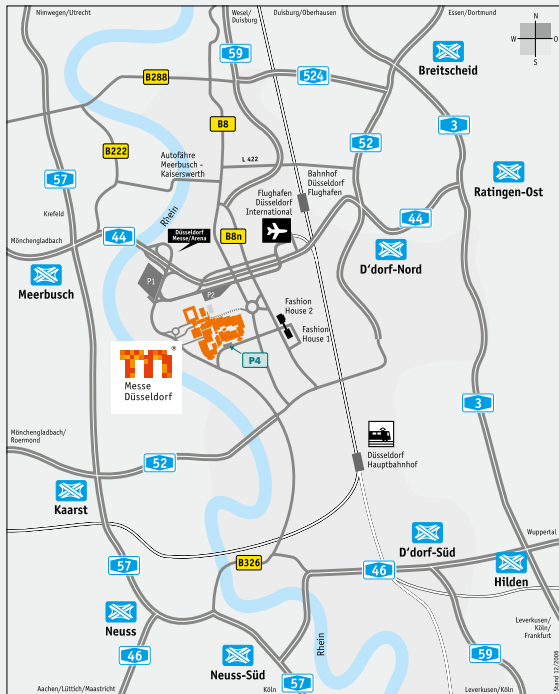 Nimwegen/Utrecht
Wesel/
Duisburg
Duisburg/Oberhausen
Essen/Dortmund
N
W
O
S
59
Breitscheid
B288
524
3
B8
52
B222
Autofähre
Meerbusch -
Kaiserswerth
L 422
Bahnhof
Düsseldorf
Flughafen
57
Ratingen-Ost
Flughafen
Düsseldorf
International
Krefeld
Rhein
44
Mönchengladbach
44
Düsseldorf
Messe/Arena
B8n
D'dorf-Nord
Meerbusch
P1
P2
Fashion
House 2
Fashion
House 1
P4
®
Messe
Düsseldorf
3
Mönchengladbach/
Roermond
52
Düsseldorf
Hauptbahnhof
Kaarst
D'dorf-Süd
Wuppertal
57
B326
46
Hilden
Neuss
Leverkusen/
Köln/
Frankfurt
Rhein
46
Neuss-Süd
59
57
Aachen/Lüttich/Maastricht
Köln
Leverkusen/Köln